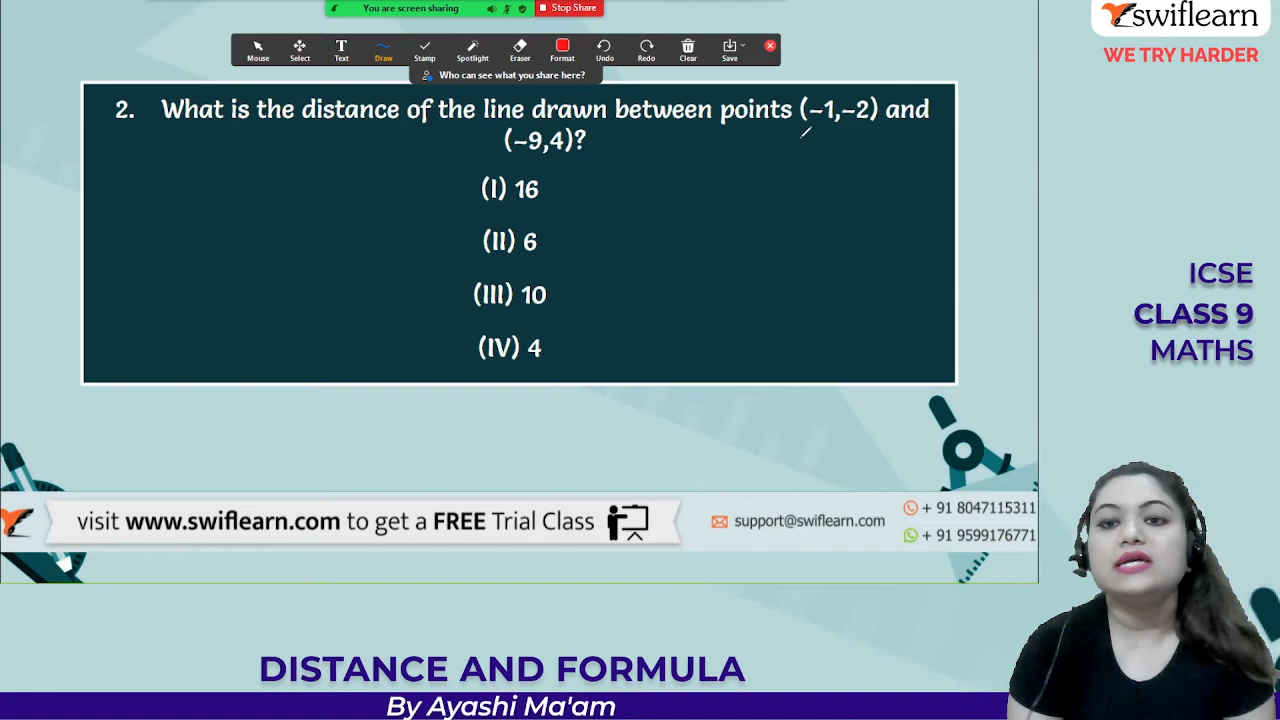 You are screen sharing
Stop Share
swiflearn
WE TRY HARDER
Mouse Select Text Draw Stamp Spotlight Eraser Format Undo Redo Clear Save
Who can see what you share here?
2. What is the distance of the line drawn between points (-1,-2) and
(-9,4)?
(I) 16
(II) 6
(III) 10
(IV) 4
ICSE
CLASS 9
MATHS
visit www.swiflearn.com to get a FREE Trial Class
support@swiflearn.com
+ 91 8047115311
+ 91 9599176771
DISTANCE AND FORMULA
By Ayashi Ma'am